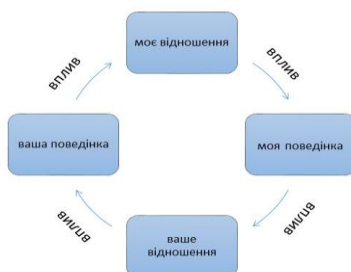 моє відношення
ВПЛИВ
ВПЛИВ
ваша поведінка
моя поведінка
ВПЛИВ
ВПЛИВ
ваше
відношення